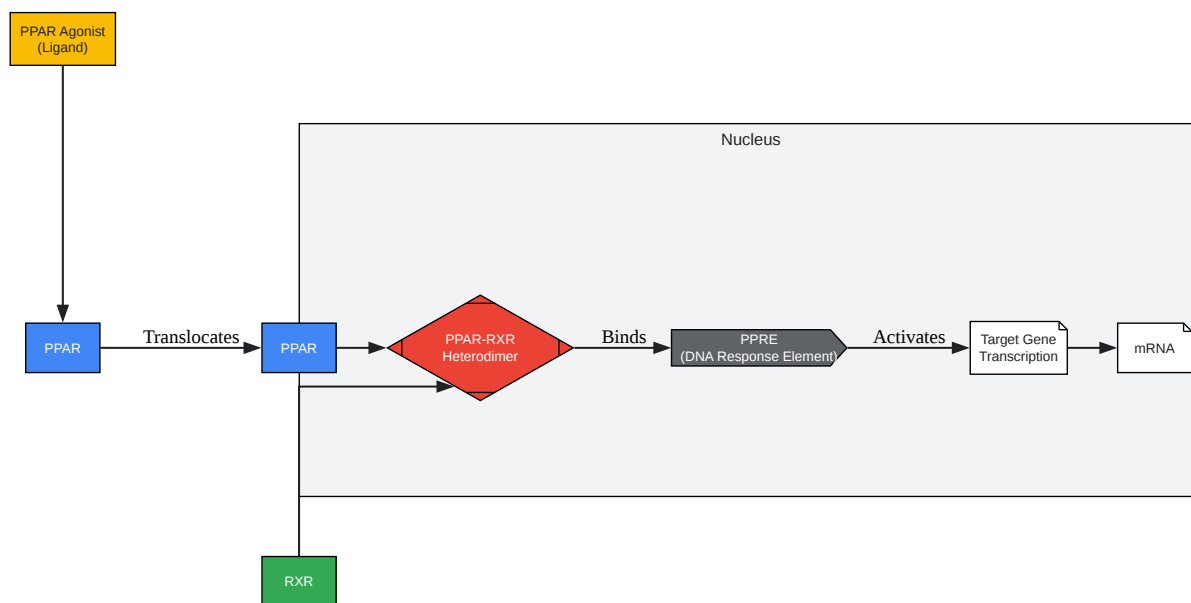 PPAR Agonist
(Ligand)
Nucleus
PPAR
Translocates
PPAR
PPAR-RXR
Heterodimer
Binds
PPRE
(DNA Response Element)
Activates
Target Gene
Transcription
mRNA
RXR